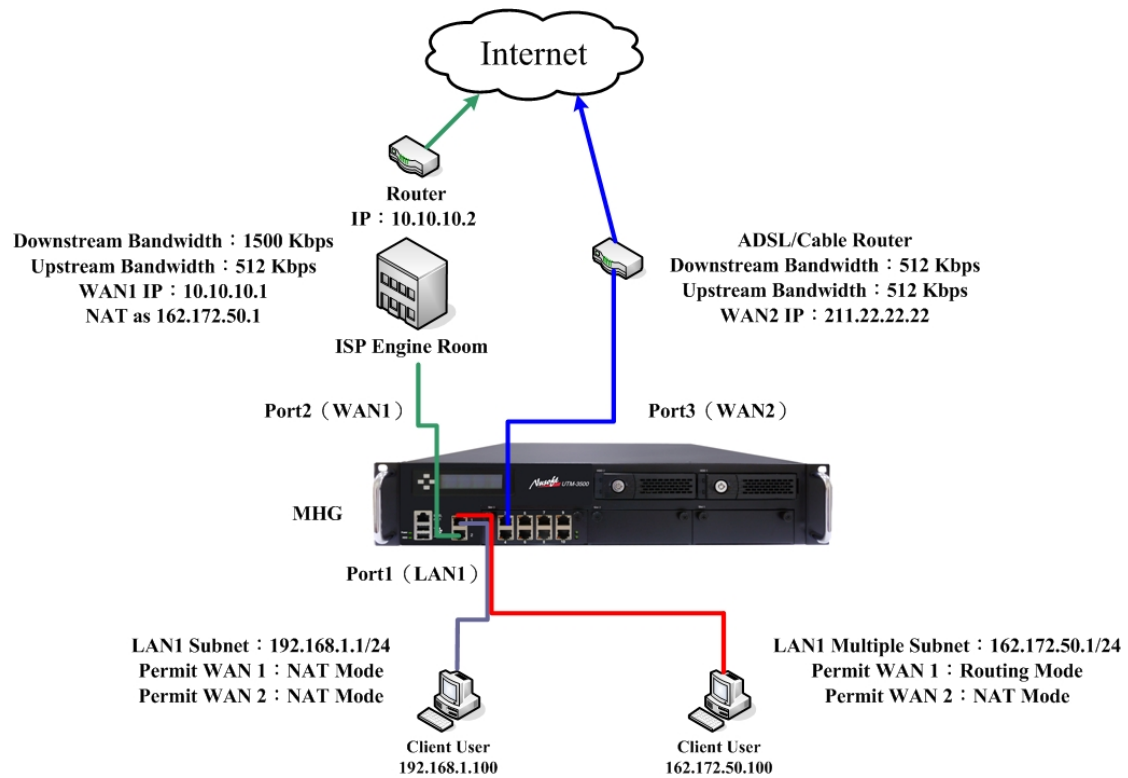 Internet
Router
IP：10.10.10.2
Downstream Bandwidth：1500 Kbps
Upstream Bandwidth：512 Kbps
WAN1 IP：10.10.10.1
NAT as 162.172.50.1
ISP Engine Room
ADSL/Cable Router
Downstream Bandwidth：512 Kbps
Upstream Bandwidth：512 Kbps
WAN2 IP：211.22.22.22
Port2（WAN1）
Port3（WAN2）
Nusoft UTM-3500
MHG
Port1（LAN1）
LAN1 Subnet：192.168.1.1/24
Permit WAN 1：NAT Mode
Permit WAN 2：NAT Mode
LAN1 Multiple Subnet：162.172.50.1/24
Permit WAN 1：Routing Mode
Permit WAN 2：NAT Mode
Client User
192.168.1.100
Client User
162.172.50.100